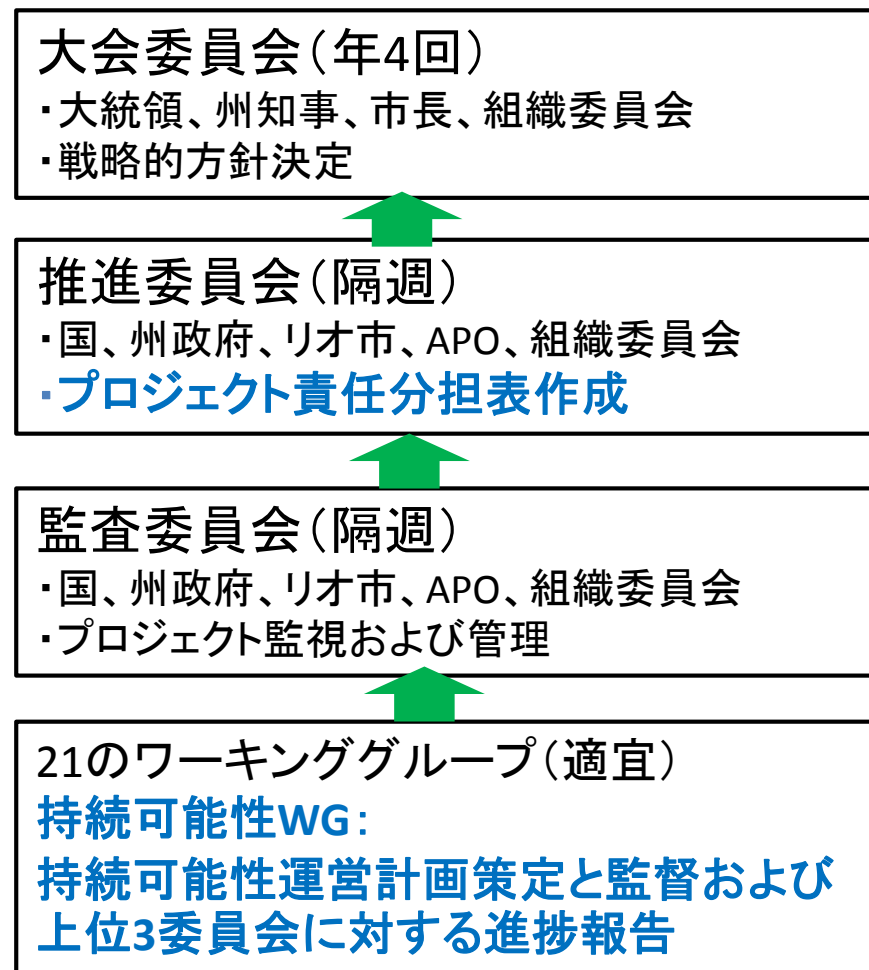 大会委員会（年4回）
・大統領、州知事、市長、組織委員会
・戦略的方針決定
推進委員会（隔週）
・国、州政府、リオ市、APO、組織委員会
・プロジェクト責任分担表作成
監査委員会（隔週）
・国、州政府、リオ市、APO、組織委員会
・プロジェクト監視および管理
21のワーキンググループ（適宜）
持続可能性WG：
持続可能性運営計画策定と監督および
上位3委員会に対する進捗報告